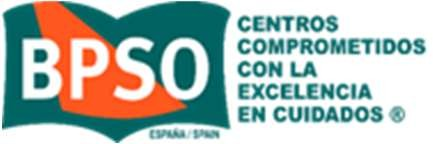 BPSO
ESPAÑA / SPAIN
CENTROS
COMPROMETIDOS
CON LA
EXCELENCIA
EN CUIDADOS ®